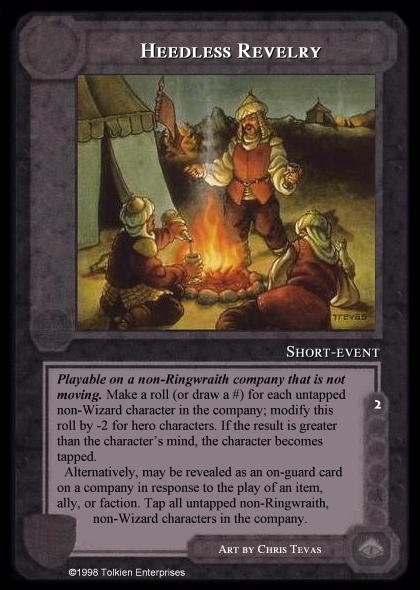 HEEDLESS REVELRY
TREVAS
SHORT-EVENT
Playable on a non-Ringwraith company that is not
moving. Make a roll (or draw a #) for each untapped
non-Wizard character in the company; modify this
roll by -2 for hero characters. If the result is greater
than the character's mind, the character becomes
tapped.
Alternatively, may be revealed as an on-guard card
on a company in response to the play of an item,
ally, or faction. Tap all untapped non-Ringwraith,
non-Wizard characters in the company.
2
ART BY CHRIS TEVAS
©1998 Tolkien Enterprises